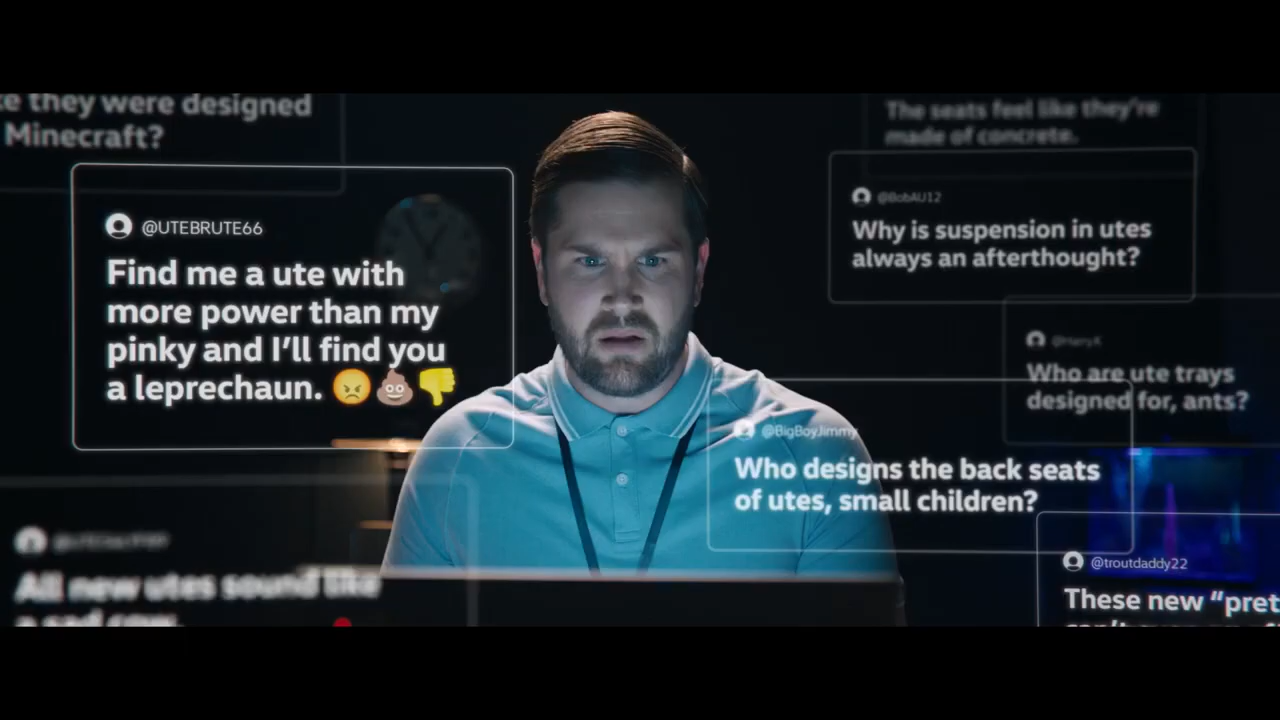 they were designed
Minecraft?
@UTEBRUTE66
Find me a ute with
more power than my
pinky and I'll find you
a leprechaun. 😡💩👎
The seats feel like they're
made of concrete.
@BobAU12
Why is suspension in utes
always an afterthought?
@HarryK
Who are ute trays
designed for, ants?
@BigBoyJimmy
Who designs the back seats
of utes, small children?
All new utes sound like
a sad cow.
@troutdaddy22
These new "pret